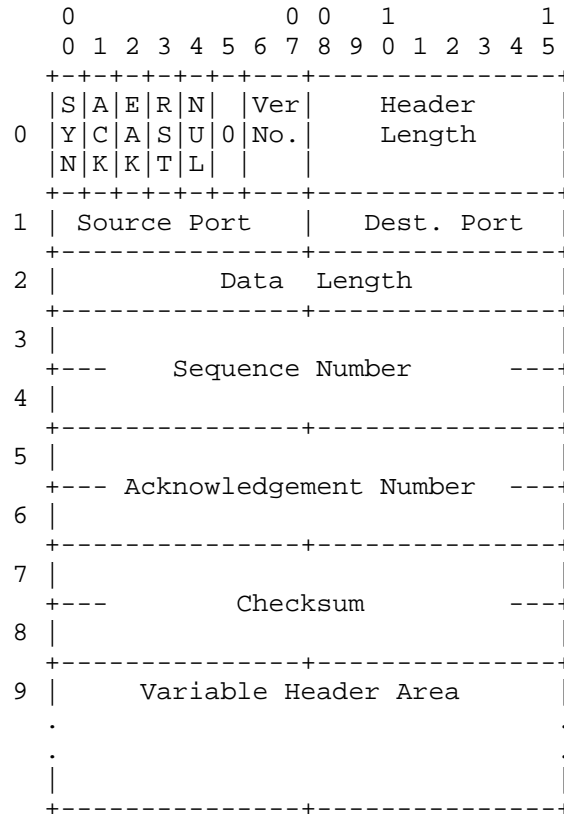 0 0 0 1 1
0 1 2 3 4 5 6 7 8 9 0 1 2 3 4 5
+-+-+-+-+-+-+---+---------------+
|S|A|E|R|N| |Ver| Header |
0 |Y|C|A|S|U|0|No.| Length |
|N|K|K|T|L| | | |
+-+-+-+-+-+-+---+---------------+
1 | Source Port | Dest. Port |
+---------------+---------------+
2 | Data Length |
+---------------+---------------+
3 | |
+--- Sequence Number ---+
4 | |
+---------------+---------------+
5 | |
+--- Acknowledgement Number ---+
6 | |
+---------------+---------------+
7 | |
+--- Checksum ---+
8 | |
+---------------+---------------+
9 | Variable Header Area |
. .
. .
| |
+---------------+---------------+